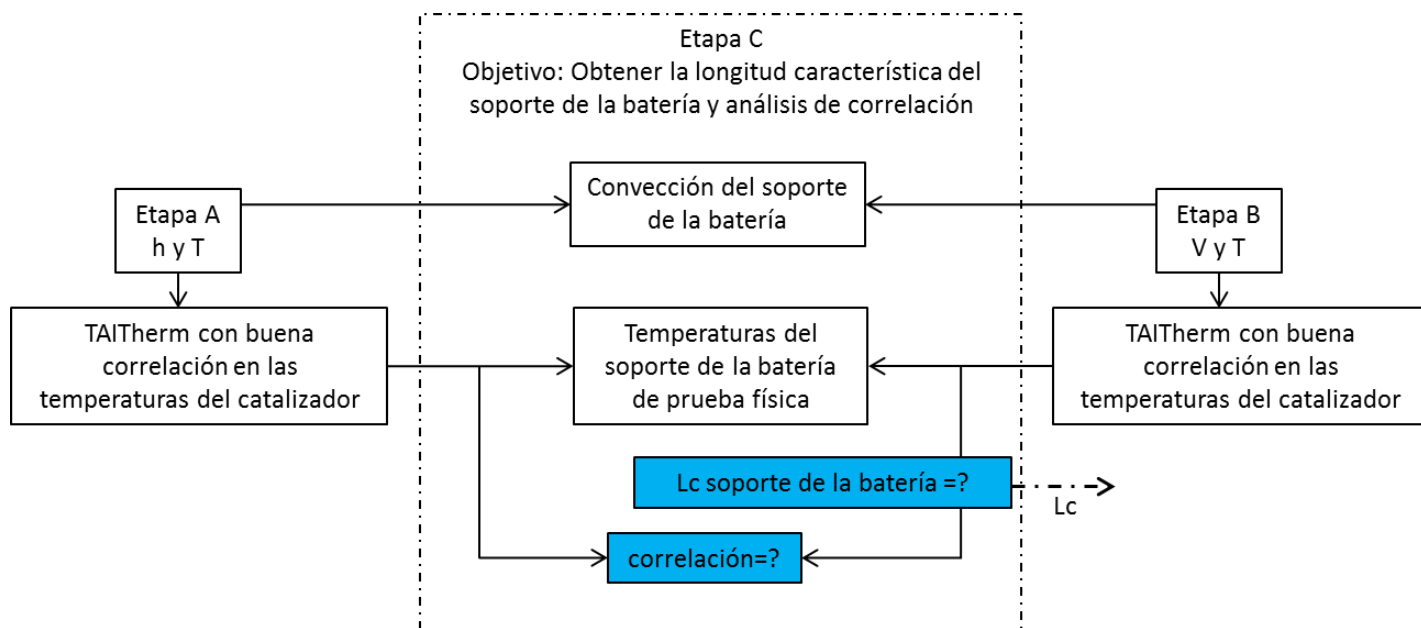 Etapa C
Objetivo: Obtener la longitud característica del
soporte de la batería y análisis de correlación
Convección del soporte
de la batería
Etapa A
h y T
Etapa B
V y T
TAITherm con buena
correlación en las
temperaturas del catalizador
Temperaturas del
soporte de la batería
de prueba física
TAITherm con buena
correlación en las
temperaturas del catalizador
Lc soporte de la batería =?
Lc
correlación=?